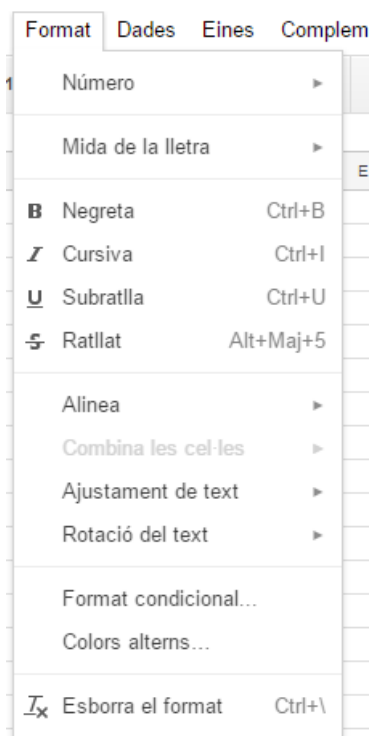 Format Dades Eines Complem
Número
Mida de la lletra
E
B Negreta Ctrl+B
I Cursiva Ctrl+I
U Subratlla Ctrl+U
S Ratllat Alt+Maj+5
Alinea
Combina les cel·les
Ajustament de text
Rotació del text
Format condicional...
Colors alterns...
Esborra el format Ctrl+\